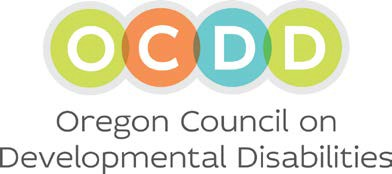 OCDD
Oregon Council on
Developmental Disabilities